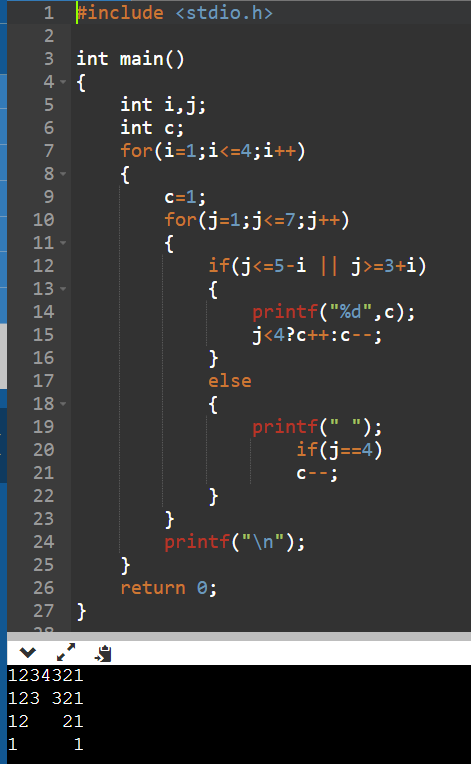 1 #include <stdio.h>
2
3 int main()
4 {
5     int i,j;
6     int c;
7     for(i=1;i<=4;i++)
8     {
9         c=1;
10         for(j=1;j<=7;j++)
11         {
12             if(j<=5-i || j>=3+i)
13             {
14                 printf("%d",c);
15                 j<4?c++:c--;
16             }
17             else
18             {
19                 printf(" ");
20                     if(j==4)
21                     c--;
22             }
23         }
24         printf("\n");
25     }
26     return 0;
27 }
28
1234321
123 321
12   21
1     1